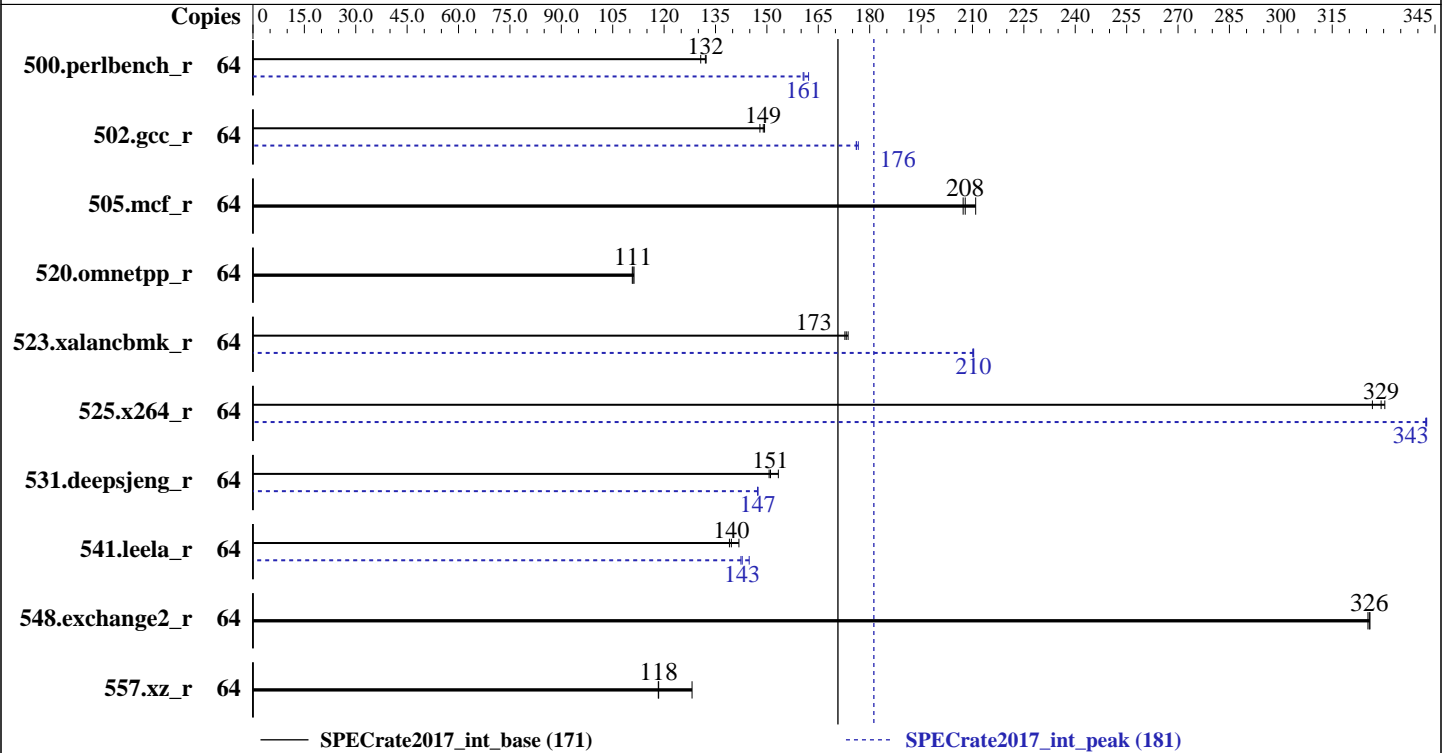 Copies 0 15.0 30.0 45.0 60.0 75.0 90.0 105 120 135 150 165 180 195 210 225 240 255 270 285 300 315 345
132
500.perlbench_r 64
161
149
502.gcc_r 64
176
208
505.mcf_r 64
111
520.omnetpp_r 64
173
523.xalancbmk_r 64
210
329
525.x264_r 64
343
151
531.deepsjeng_r 64
147
140
541.leela_r 64
143
326
548.exchange2_r 64
118
557.xz_r 64
SPECrate2017_int_base (171) SPECrate2017_int_peak (181)